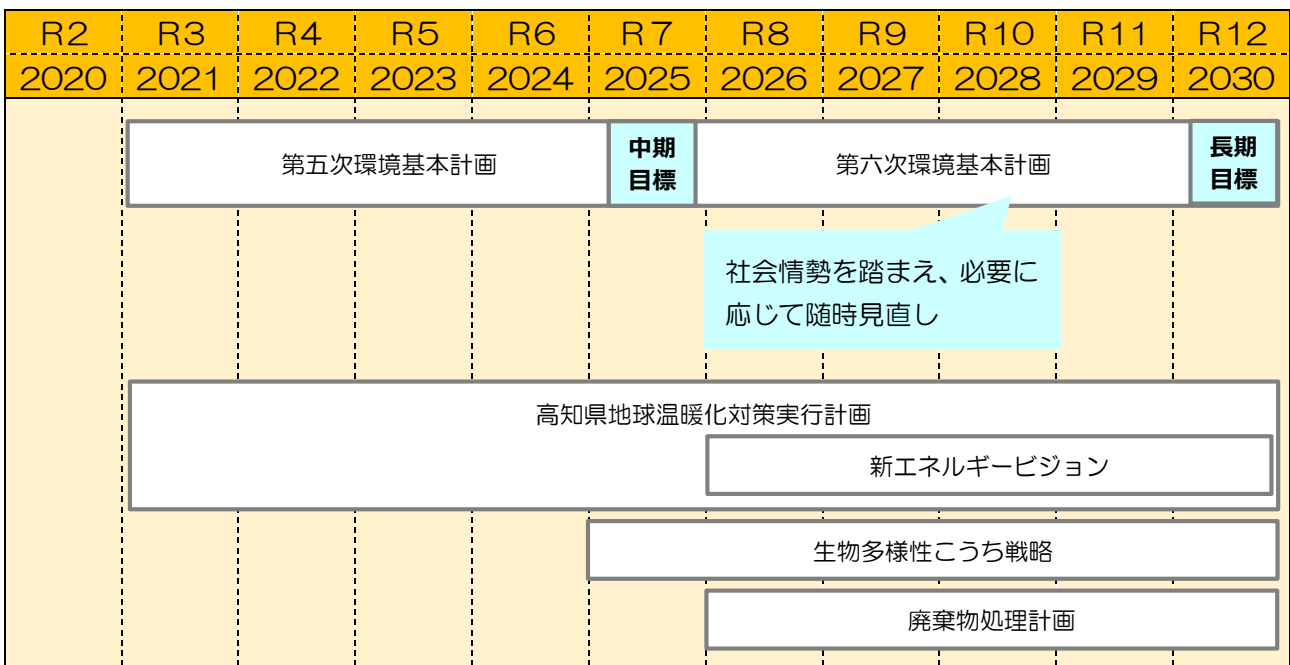 R2 R3 R4 R5 R6 R7 R8 R9 R10 R11 R12
2020 2021 2022 2023 2024 2025 2026 2027 2028 2029 2030
第五次環境基本計画
中期
目標
第六次環境基本計画
長期
目標
社会情勢を踏まえ、必要に
応じて随時見直し
高知県地球温暖化対策実行計画
新エネルギービジョン
生物多様性こうち戦略
廃棄物処理計画